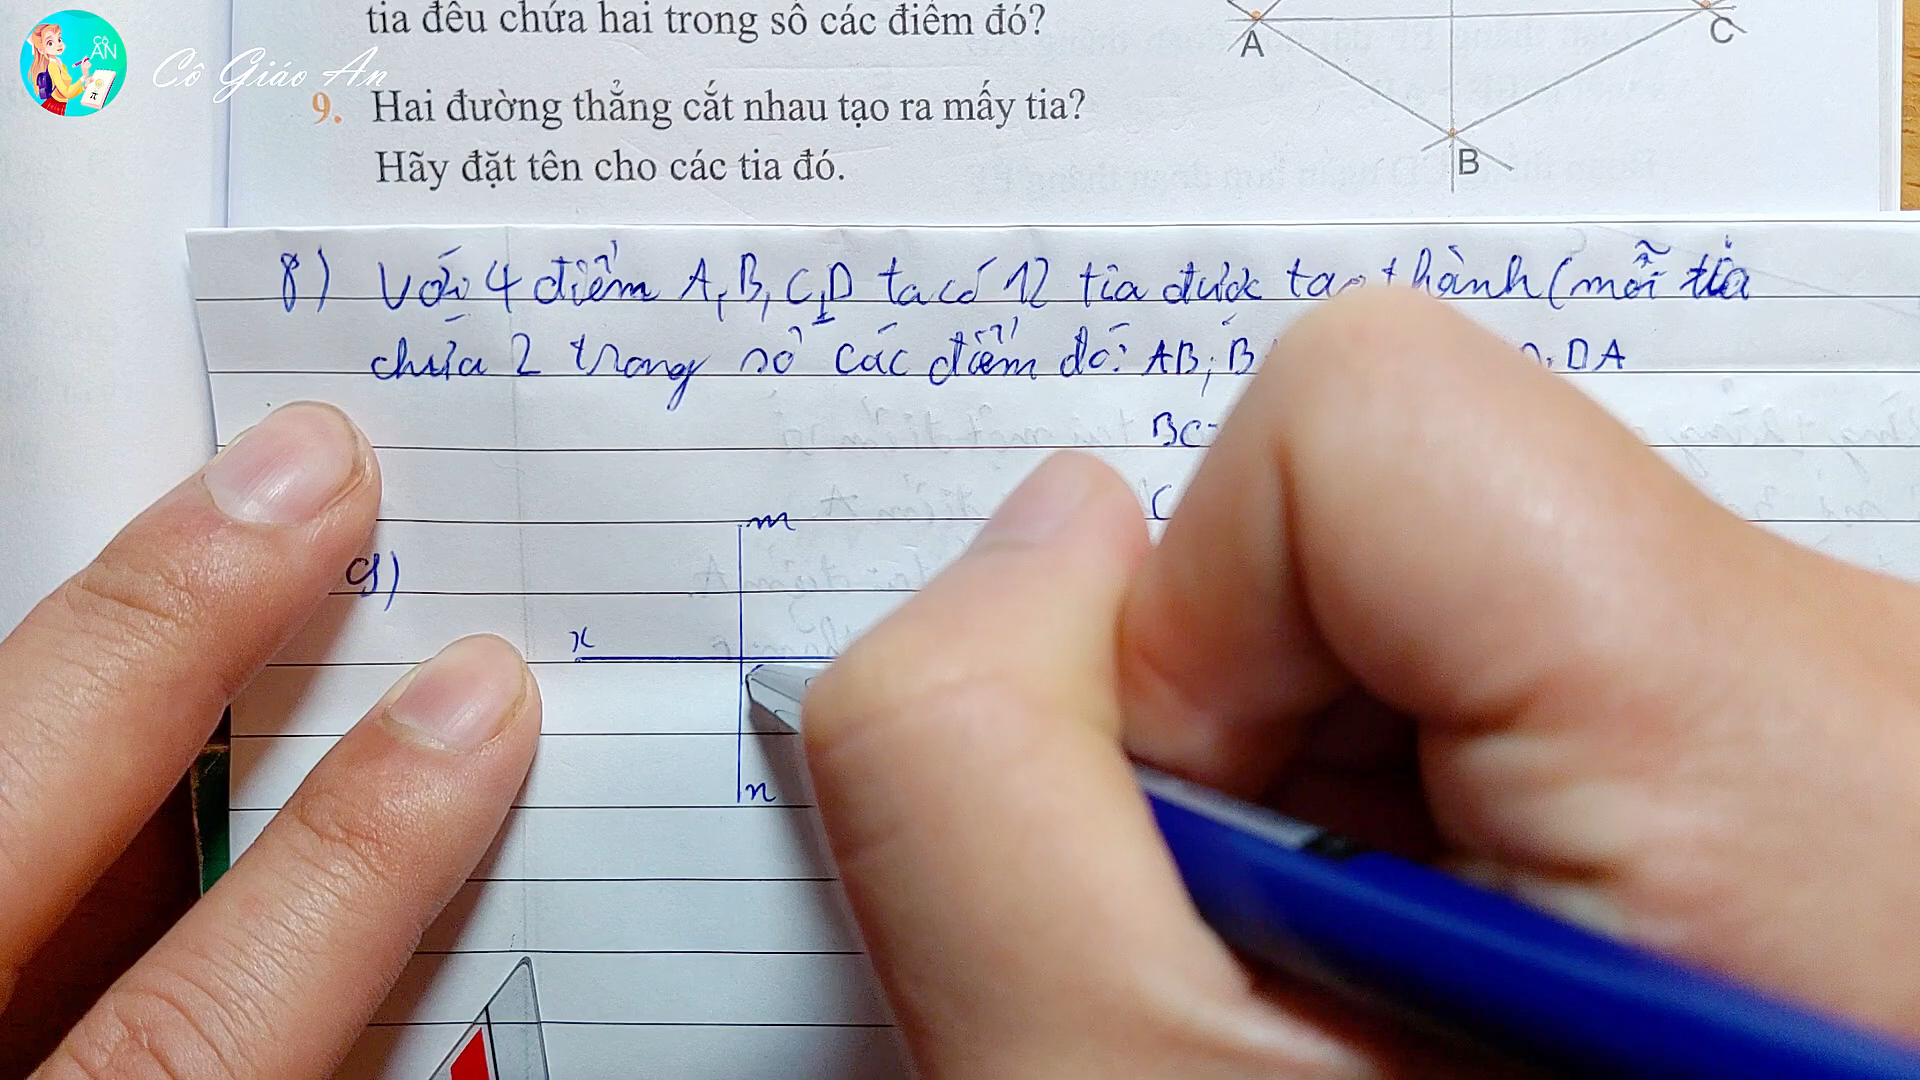 CÔ
AN
Cô Giáo An
tia đều chứa hai trong số các điểm đó?
A
C
B
9. Hai đường thẳng cắt nhau tạo ra mấy tia?
Hãy đặt tên cho các tia đó.
8) Với 4 điểm A, B, C, D ta có 12 tia được tạo thành (mỗi tia
chứa 2 trong số các điểm đó: AB; B DA
BC
C
m
9)
x
n